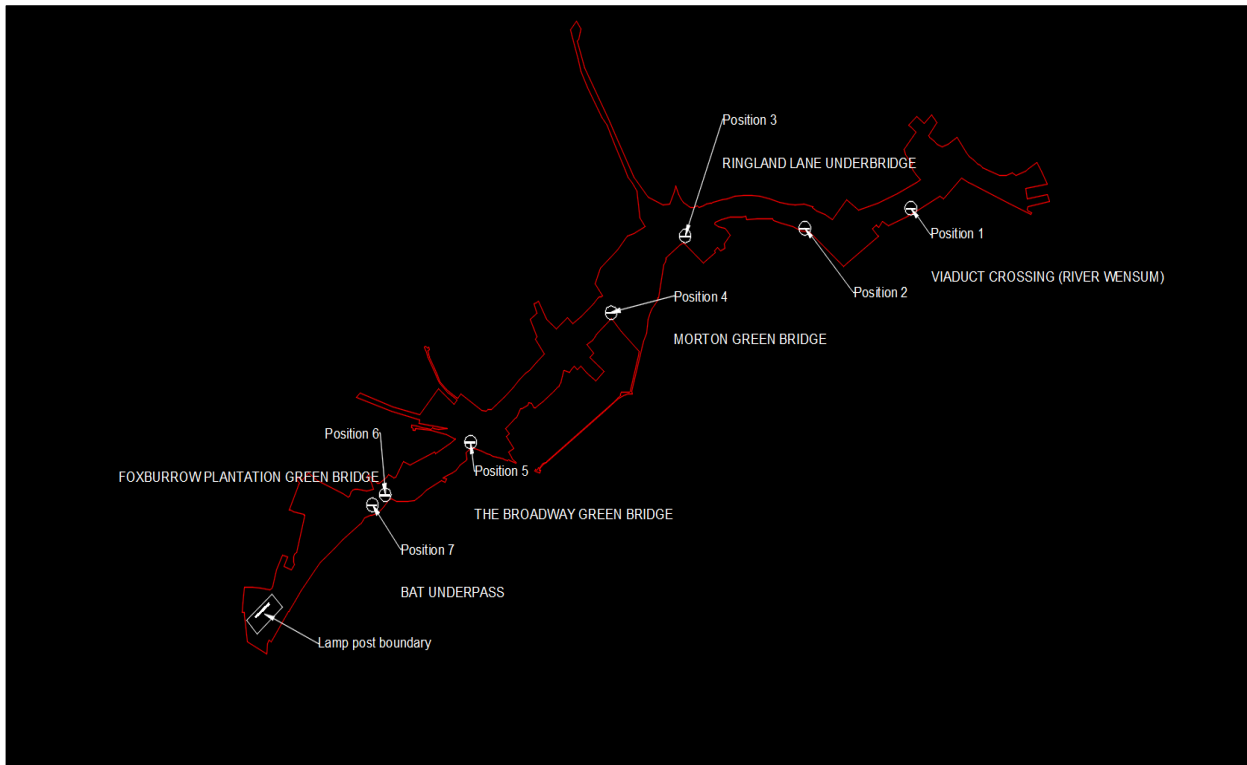 Position 3
RINGLAND LANE UNDERBRIDGE
Position 1
VIADUCT CROSSING (RIVER WENSUM)
Position 2
Position 4
MORTON GREEN BRIDGE
Position 6
FOXBURROW PLANTATION GREEN BRIDGE
Position 5
THE BROADWAY GREEN BRIDGE
Position 7
BAT UNDERPASS
Lamp post boundary